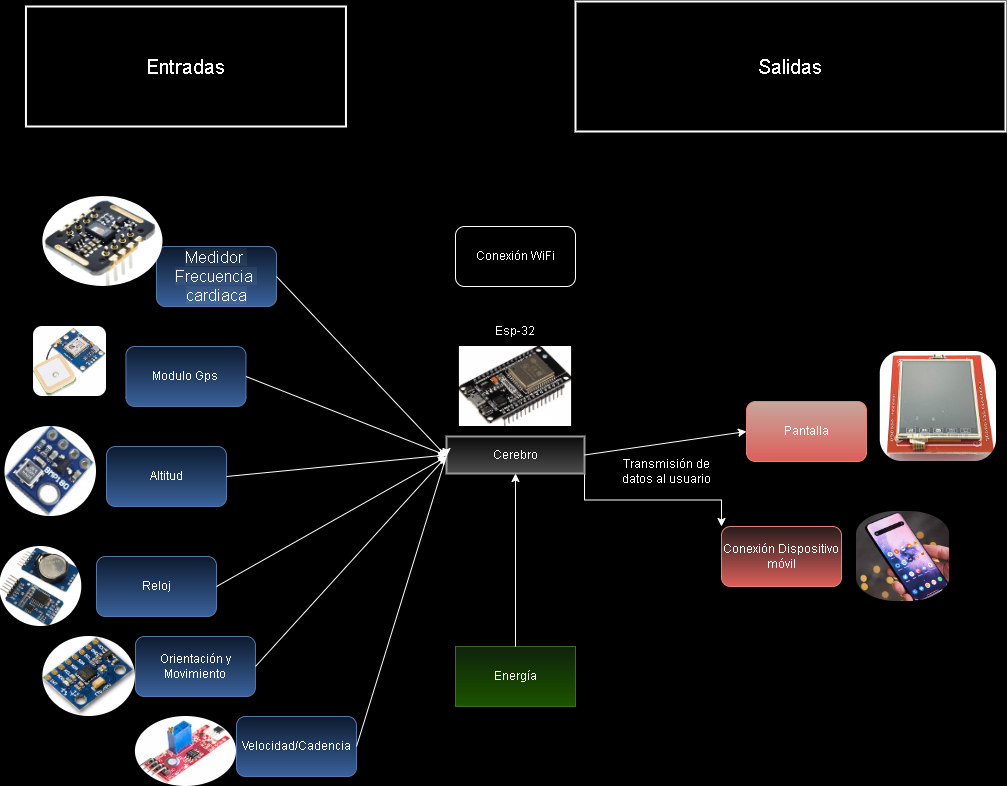 Entradas
Salidas
Medidor
Frecuencia
cardiaca
Conexión WiFi
Esp-32
Modulo Gps
Pantalla
Altitud
Cerebro
Transmisión de
datos al usuario
Conexión Dispositivo
móvil
Reloj
Orientación y
Movimiento
Energía
Velocidad/Cadencia